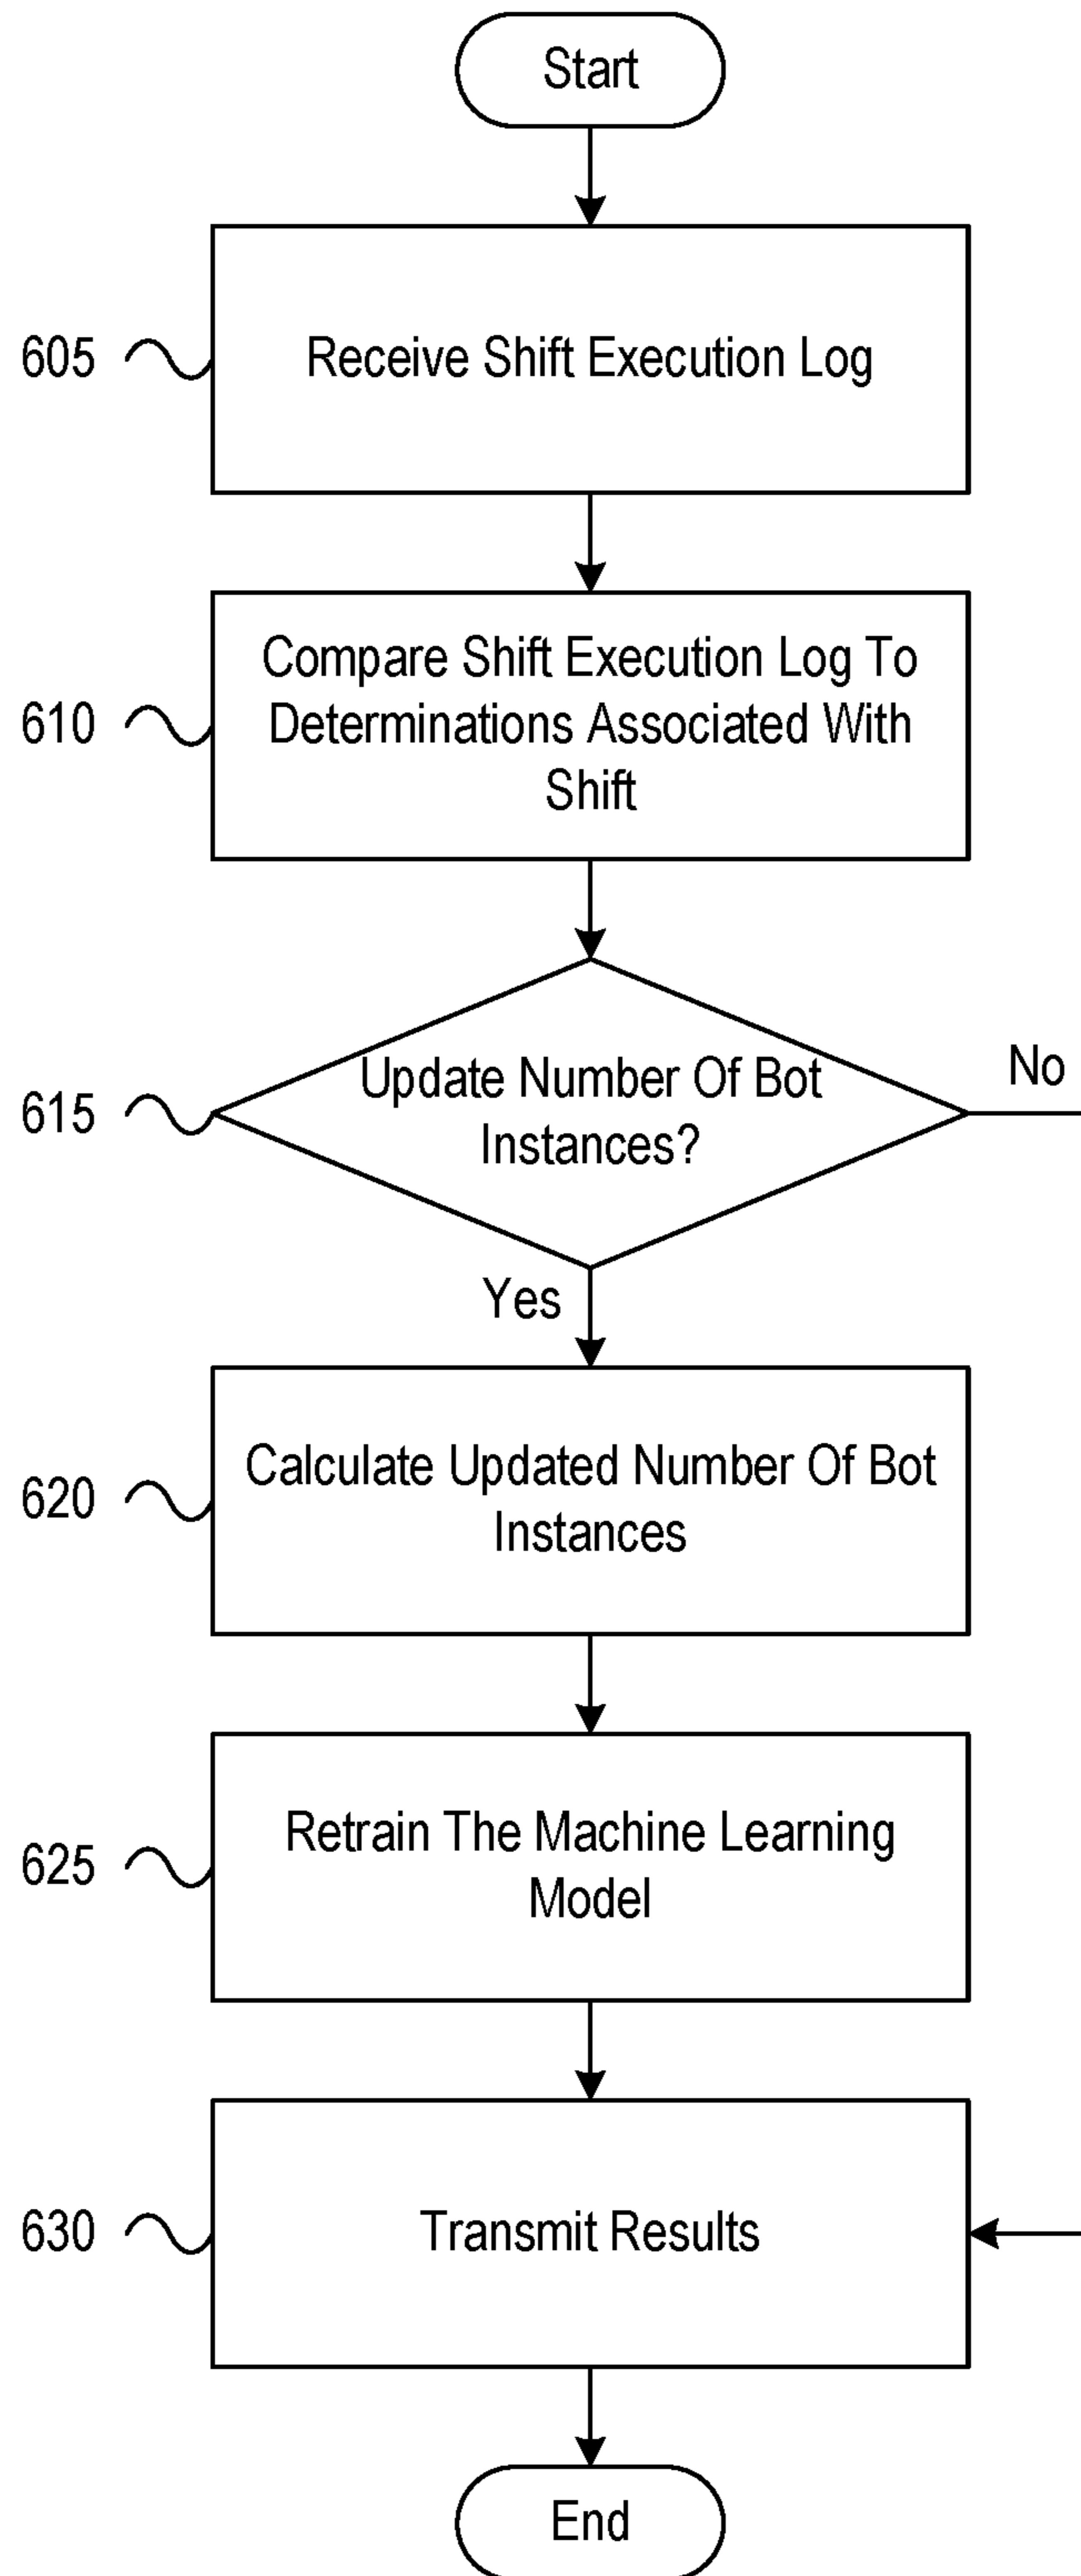 Start
605
Receive Shift Execution Log
610
Compare Shift Execution Log To
Determinations Associated With
Shift
615
Update Number Of Bot
Instances?
No
Yes
620
Calculate Updated Number Of Bot
Instances
625
Retrain The Machine Learning
Model
630
Transmit Results
End